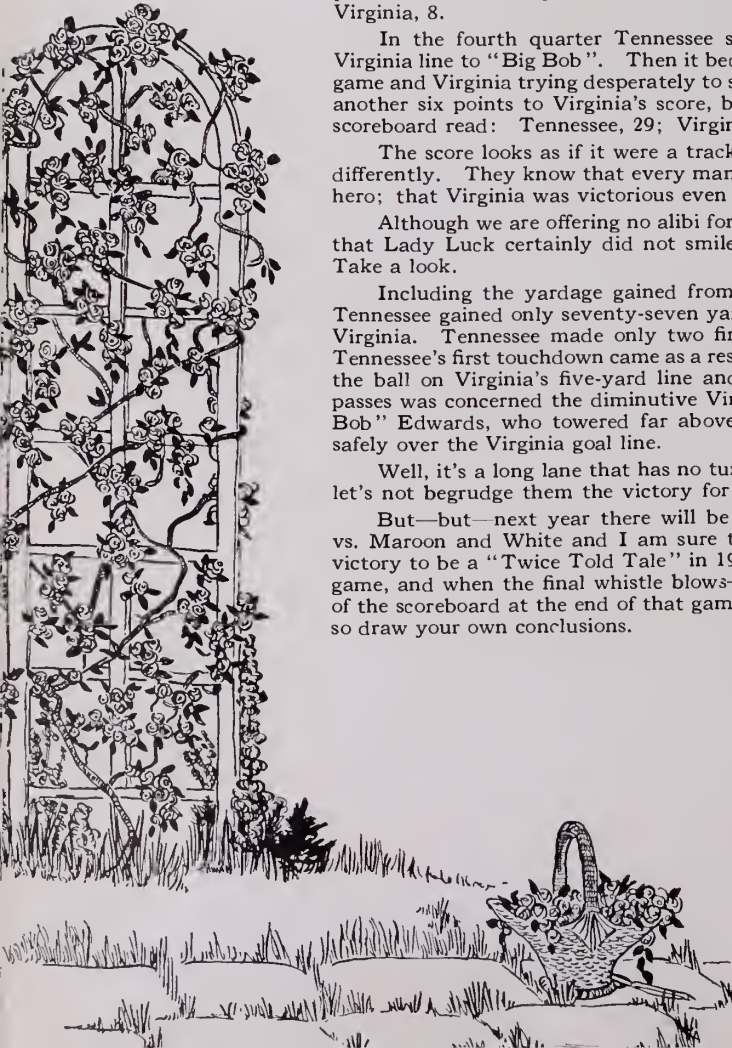 Virginia, 8.
In the fourth quarter Tennessee s
Virginia line to "Big Bob". Then it bec
game and Virginia trying desperately to s
another six points to Virginia's score, b
scoreboard read: Tennessee, 29; Virgin
The score looks as if it were a track
differently. They know that every man
hero; that Virginia was victorious even
Although we are offering no alibi for
that Lady Luck certainly did not smile
Take a look.
Including the yardage gained from
Tennessee gained only seventy-seven ya
Virginia. Tennessee made only two fir
Tennessee's first touchdown came as a res
the ball on Virginia's five-yard line and
passes was concerned the diminutive Vir
Bob" Edwards, who towered far above
safely over the Virginia goal line.
Well, it's a long lane that has no tu
let's not begrudge them the victory for
But—but—next year there will be
vs. Maroon and White and I am sure t
victory to be a "Twice Told Tale" in 19
game, and when the final whistle blows—
of the scoreboard at the end of that gam
so draw your own conclusions.